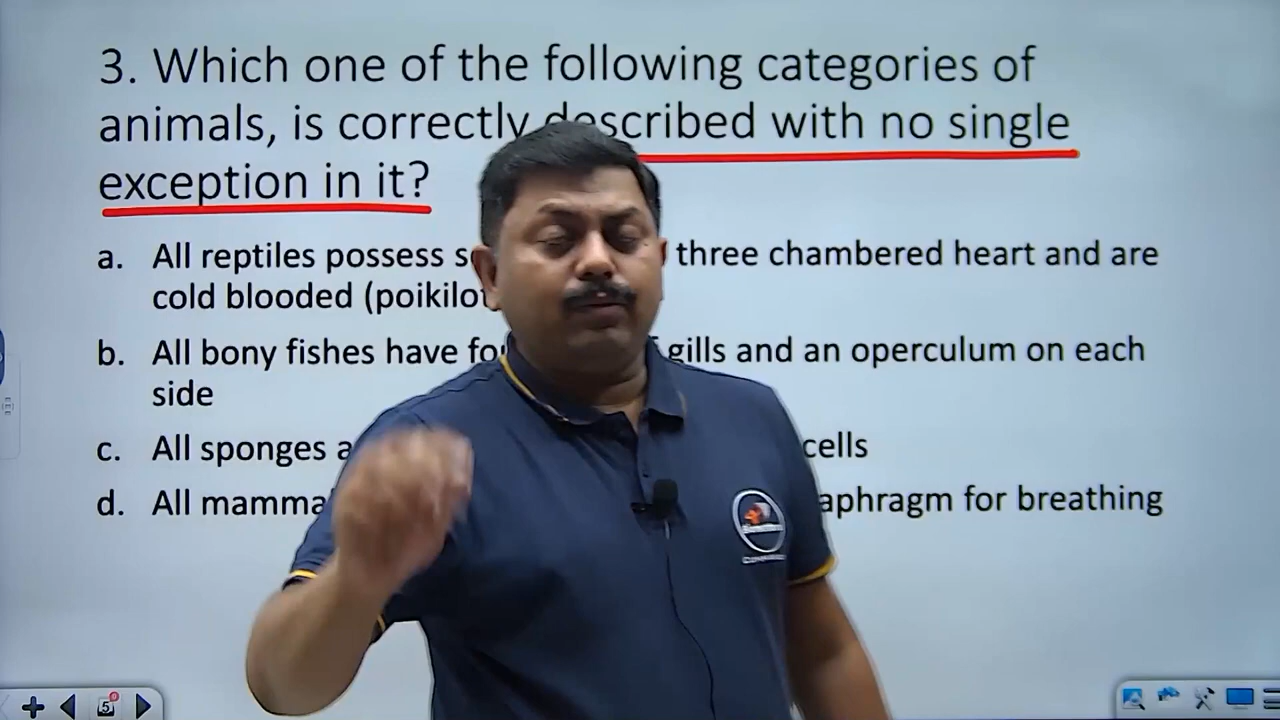 3. Which one of the following categories of
animals, is correctly described with no single
exception in it?
a. All reptiles possess three chambered heart and are
cold blooded
b. All bony fishes have gills and an operculum on each
side
c. All sponges cells
d. All for breathing
5